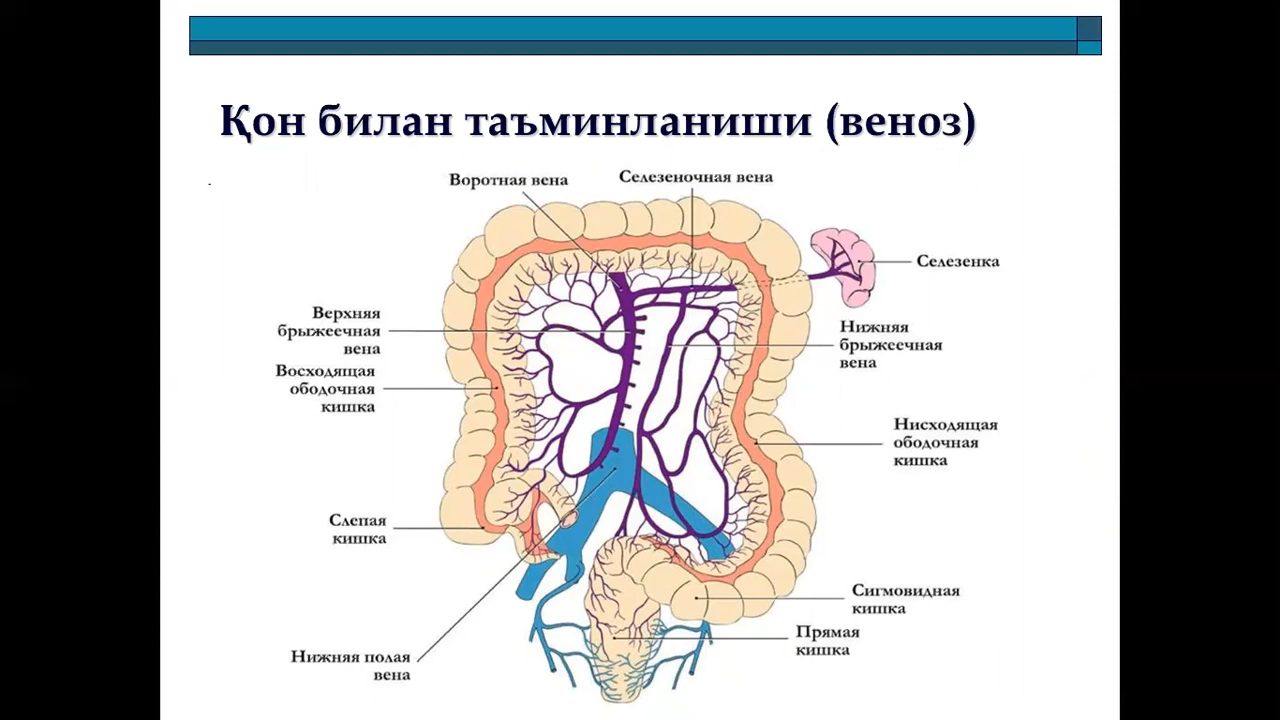 Қон билан таъминланиши (веноз)
Воротная вена
Селезеночная вена
Селезенка
Верхняя
брыжеечная
вена
Нижняя
брыжеечная
вена
Восходящая
ободочная
кишка
Нисходящая
ободочная
кишка
Слепая
кишка
Сигмовидная
кишка
Прямая
кишка
Нижняя полая
вена